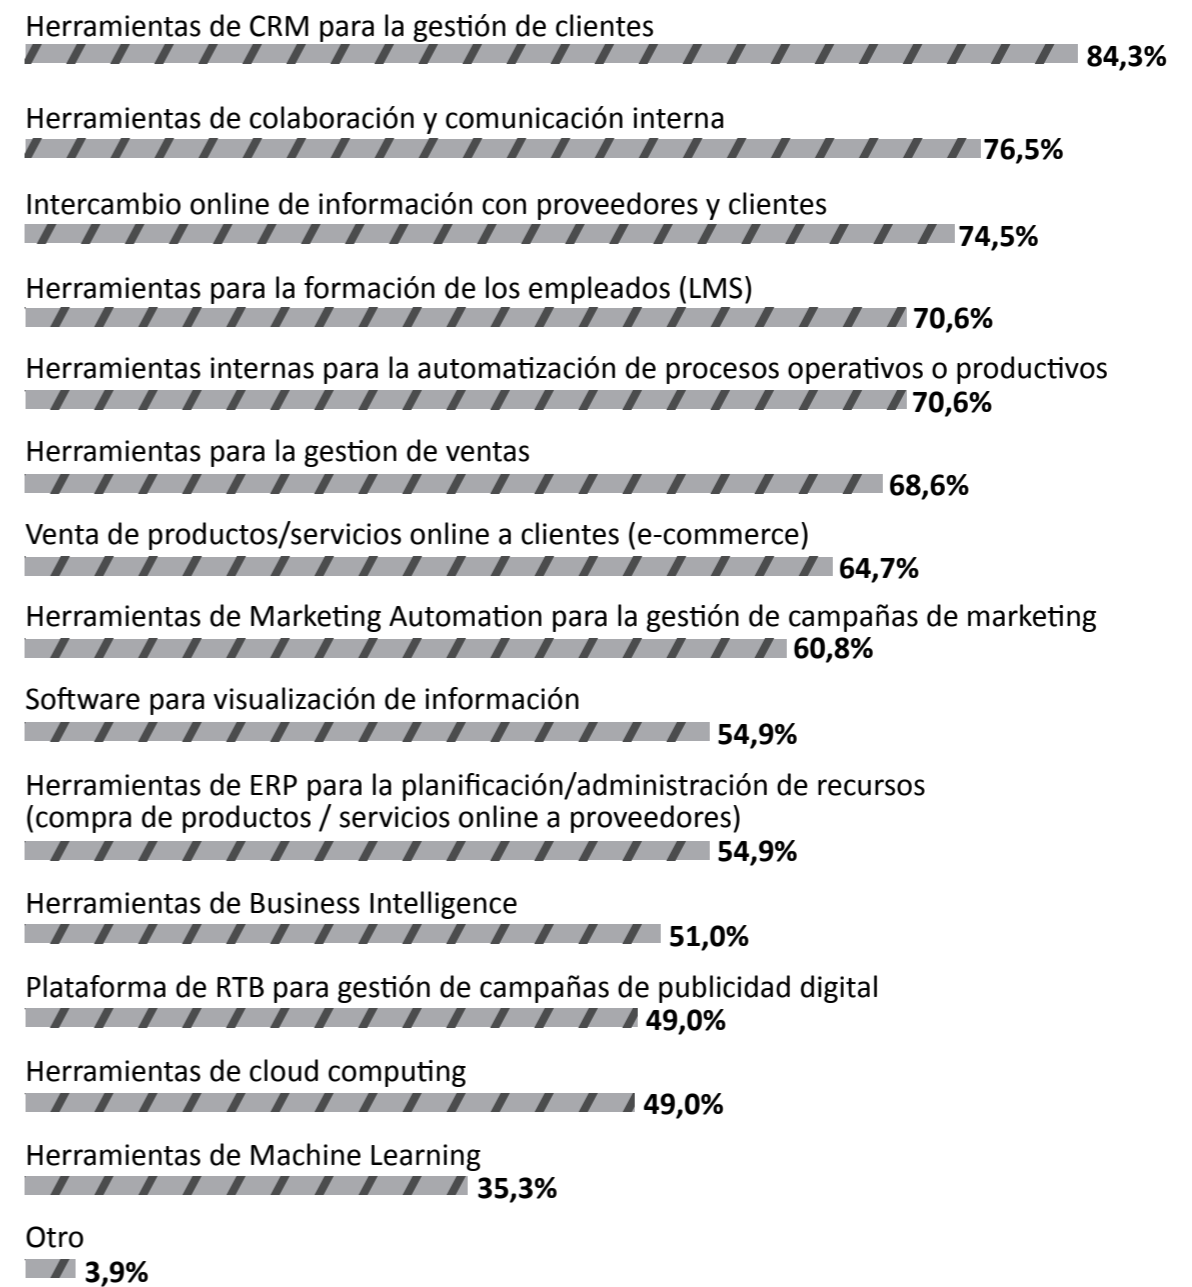 Herramientas de CRM para la gestión de clientes
84,3%
Herramientas de colaboración y comunicación interna
76,5%
Intercambio online de información con proveedores y clientes
74,5%
Herramientas para la formación de los empleados (LMS)
70,6%
Herramientas internas para la automatización de procesos operativos o productivos
70,6%
Herramientas para la gestion de ventas
68,6%
Venta de productos/servicios online a clientes (e-commerce)
64,7%
Herramientas de Marketing Automation para la gestión de campañas de marketing
60,8%
Software para visualización de información
54,9%
Herramientas de ERP para la planificación/administración de recursos
(compra de productos / servicios online a proveedores)
54,9%
Herramientas de Business Intelligence
51,0%
Plataforma de RTB para gestión de campañas de publicidad digital
49,0%
Herramientas de cloud computing
49,0%
Herramientas de Machine Learning
35,3%
Otro
3,9%